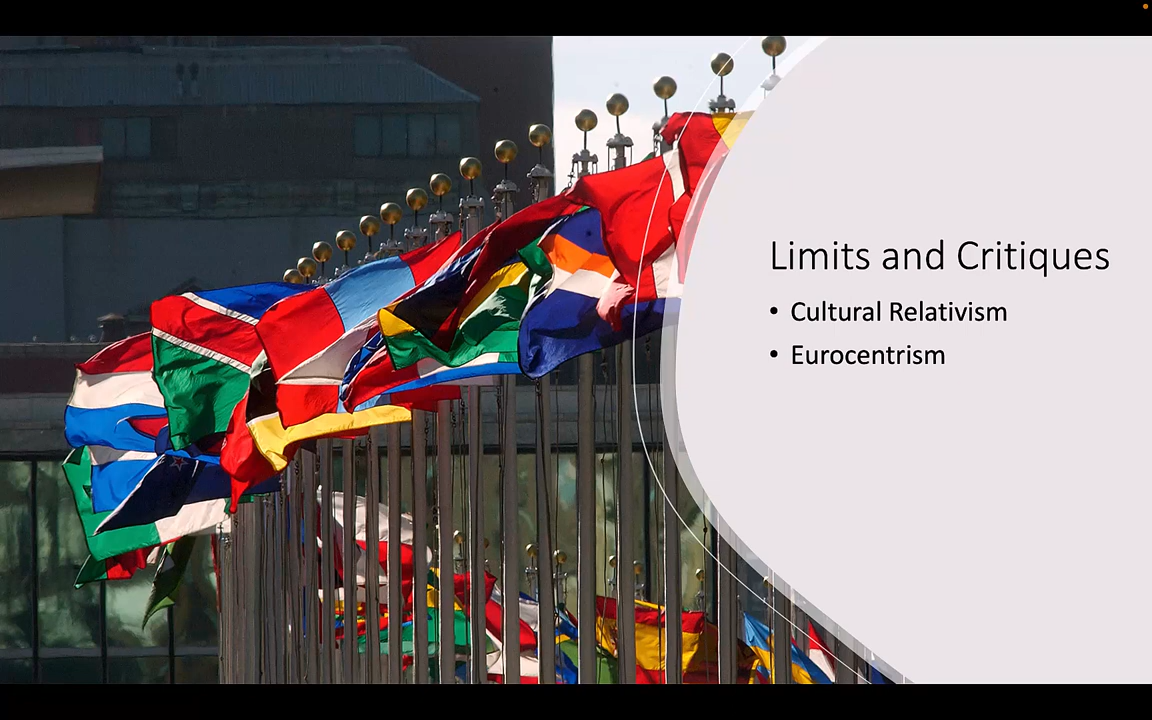 Limits and Critiques
• Cultural Relativism
• Eurocentrism